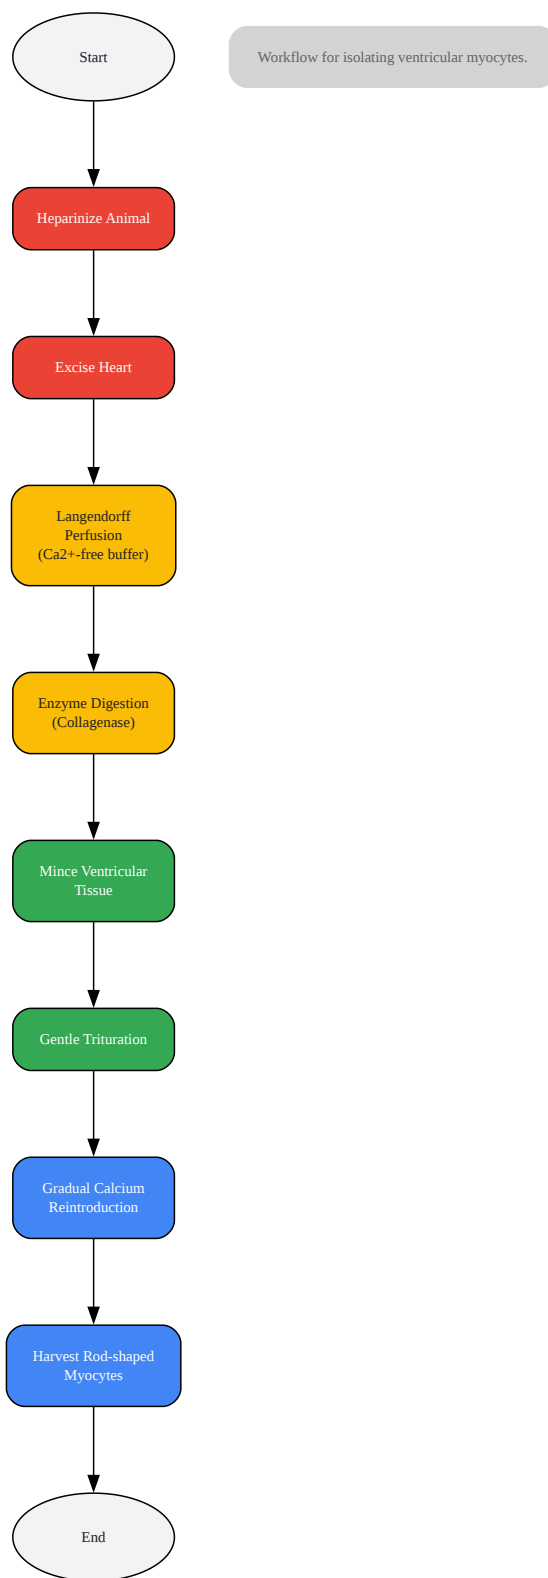 Start
Workflow for isolating ventricular myocytes.
Heparinize Animal
Excise Heart
Langendorff
Perfusion
(Ca2+-free buffer)
Enzyme Digestion
(Collagenase)
Mince Ventricular
Tissue
Gentle Trituration
Gradual Calcium
Reintroduction
Harvest Rod-shaped
Myocytes
End